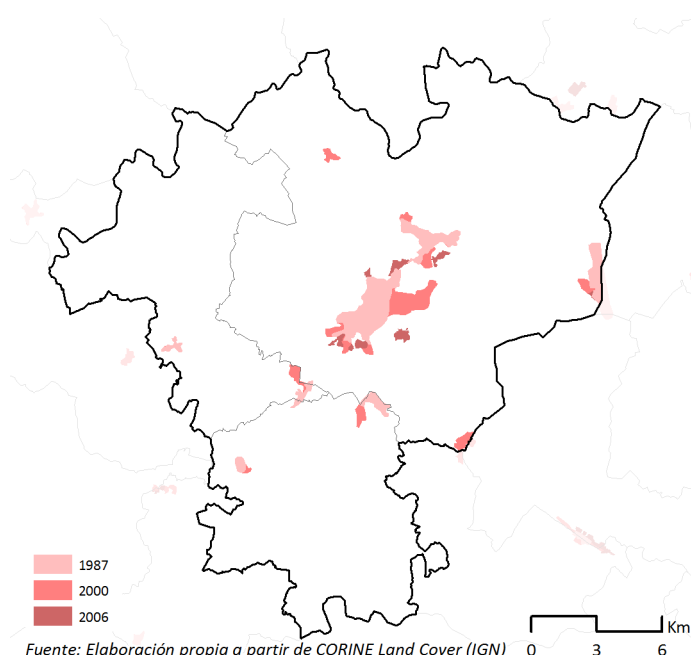 1987
2000
2006
Km
Fuente: Elaboración propia a partir de CORINE Land Cover (IGN) 0 3 6